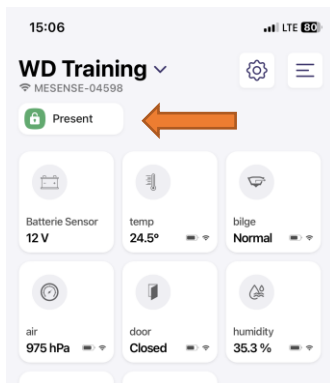 15:06 LTE 80
WD Training
MESENSE-04598
Present
Batterie Sensor
12 V
temp
24.5°
bilge
Normal
air
975 hPa
door
Closed
humidity
35.3 %